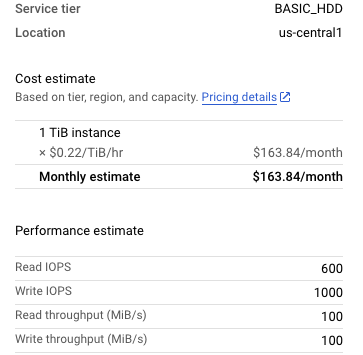 Service tier BASIC_HDD
Location us-central1
Cost estimate
Based on tier, region, and capacity. Pricing details
1 TiB instance
× $0.22/TiB/hr $163.84/month
Monthly estimate $163.84/month
Performance estimate
Read IOPS 600
Write IOPS 1000
Read throughput (MiB/s) 100
Write throughput (MiB/s) 100